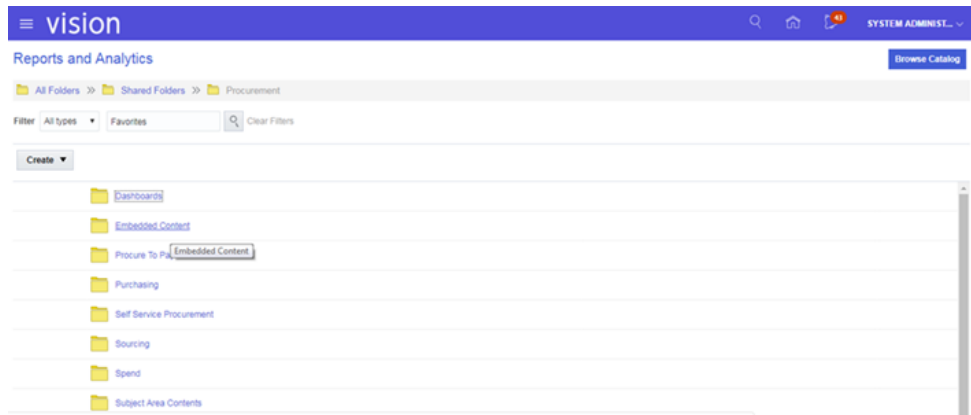 vision
43
SYSTEM ADMINIST...
Reports and Analytics
Browse Catalog
All Folders >> Shared Folders >> Procurement
Filter All types Favorites Clear Filters
Create
Dashboards
Embedded Content
Embedded Content
Procure To Pa
Purchasing
Self Service Procurement
Sourcing
Spend
Subject Area Contents